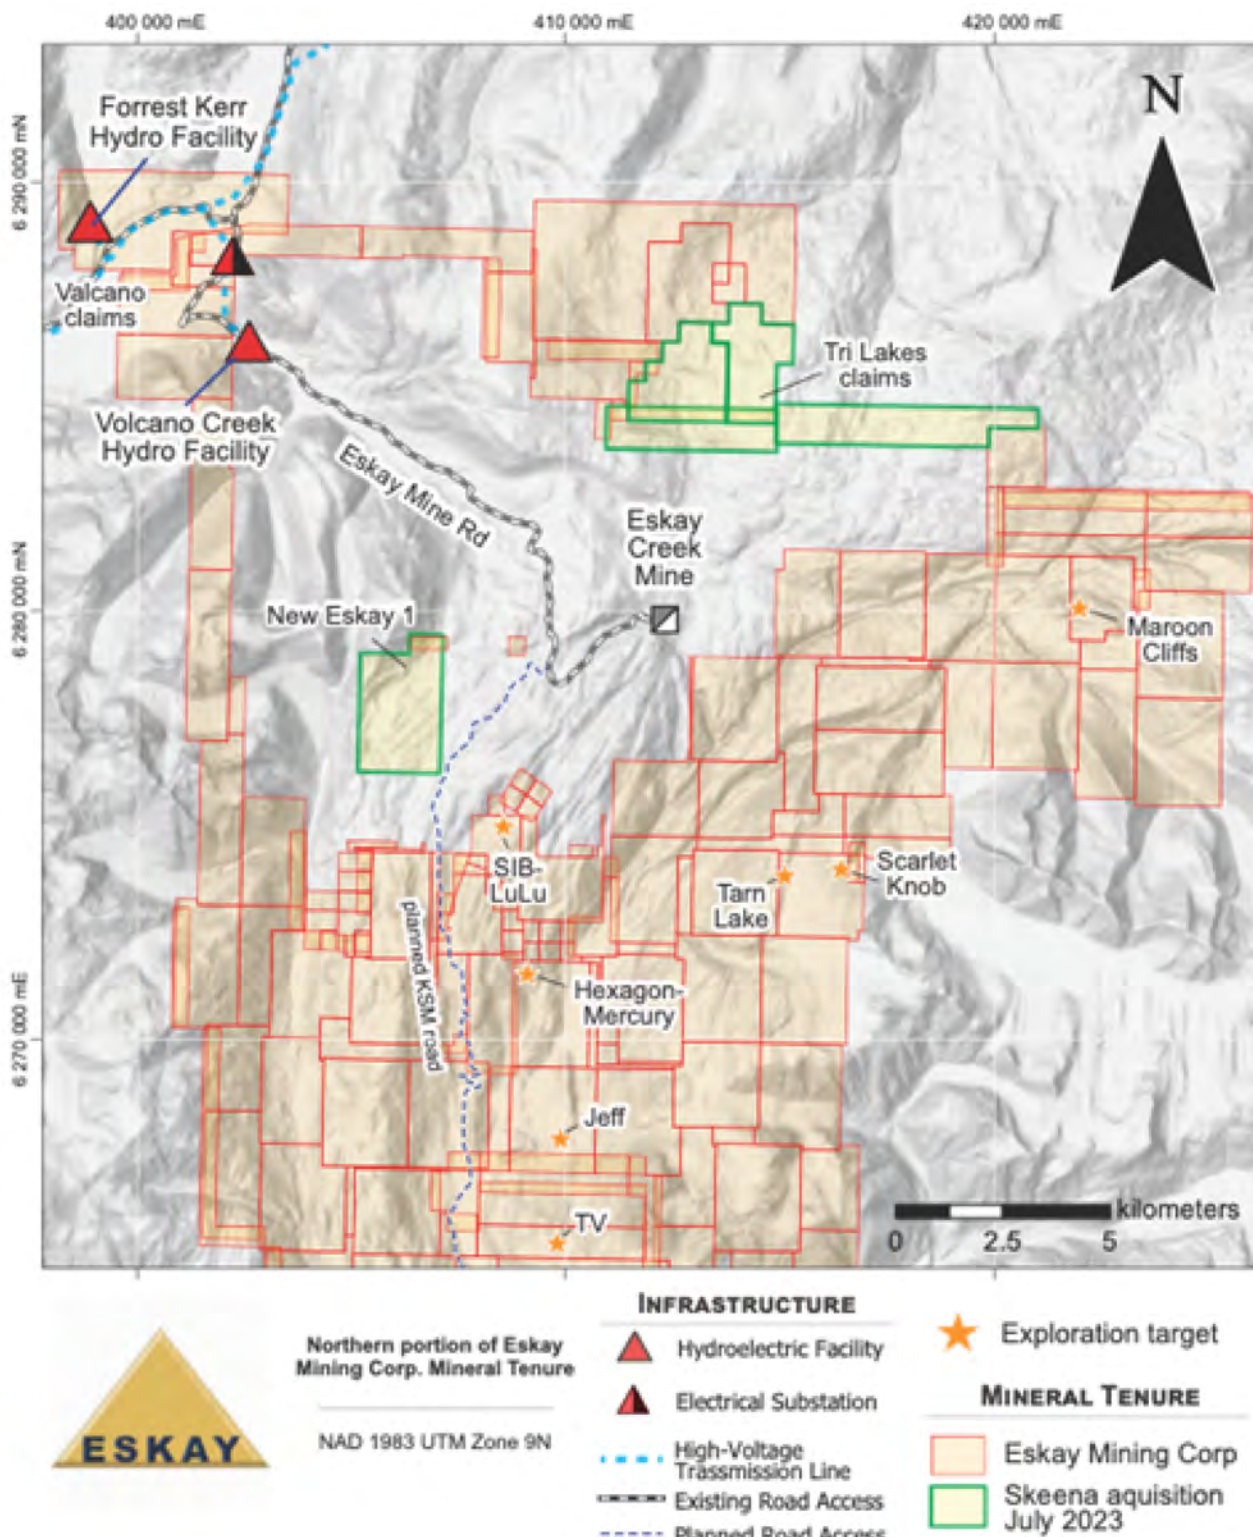 400 000 mE
410 000 mE
420 000 mE
6 290 000 mN
6 280 000 mN
6 270 000 mE
N
Forrest Kerr
Hydro Facility
Valcano
claims
Volcano Creek
Hydro Facility
Eskay Mine Rd
Tri Lakes
claims
Eskay
Creek
Mine
New Eskay 1
Maroon
Cliffs
SIB-
LuLu
Scarlet
Knob
Tarn
Lake
planned KSM road
Hexagon-
Mercury
Jeff
TV
kilometers
0 2.5 5
ESKAY
Northern portion of Eskay
Mining Corp. Mineral Tenure
NAD 1983 UTM Zone 9N
INFRASTRUCTURE
Hydroelectric Facility
Electrical Substation
High-Voltage
Trassmission Line
Existing Road Access
Planned Road Access
Exploration target
MINERAL TENURE
Eskay Mining Corp
Skeena aquisition
July 2023